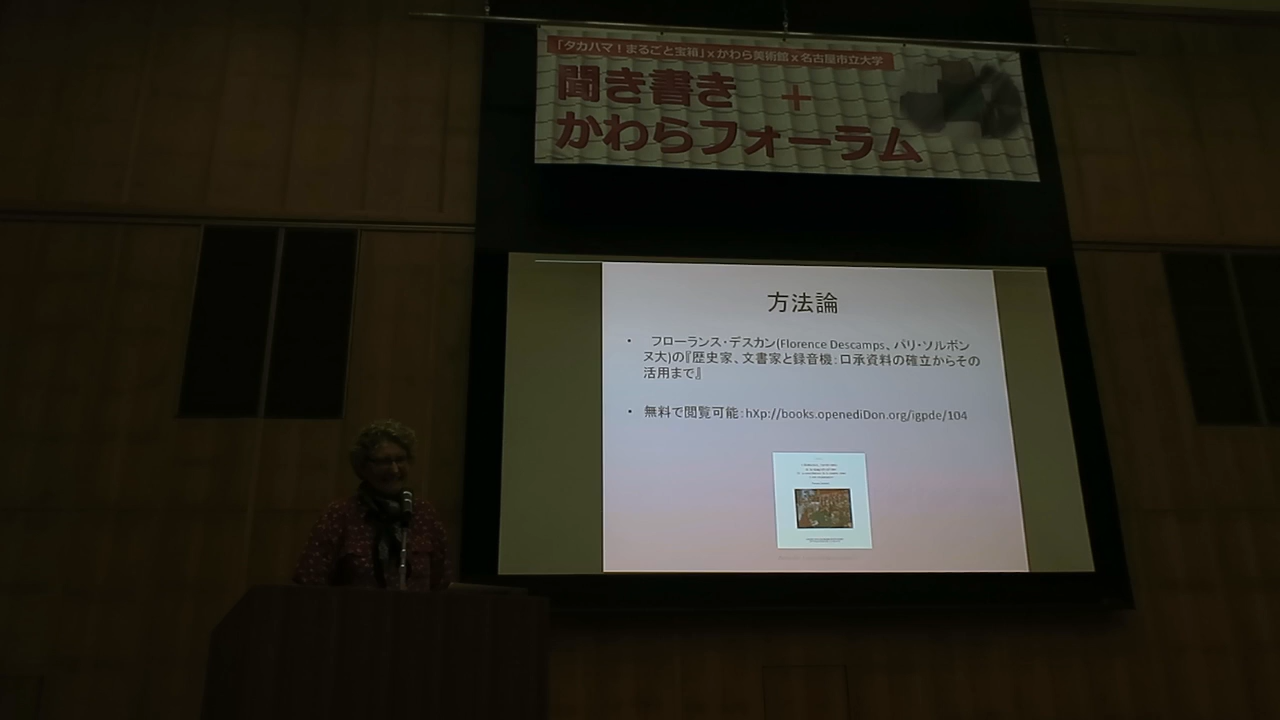 「タカハマ！まるごと宝箱」xかわら美術館x名古屋市立大学
聞き書き +
かわらフォーラム
方法論
• フローランス・デスカン(Florence Descamps、パリ・ソルボン
ヌ大)の『歴史家、文書家と録音機：口承資料の確立からその
活用まで』
• 無料で閲覧可能：hXp://books.openediDon.org/igpde/104